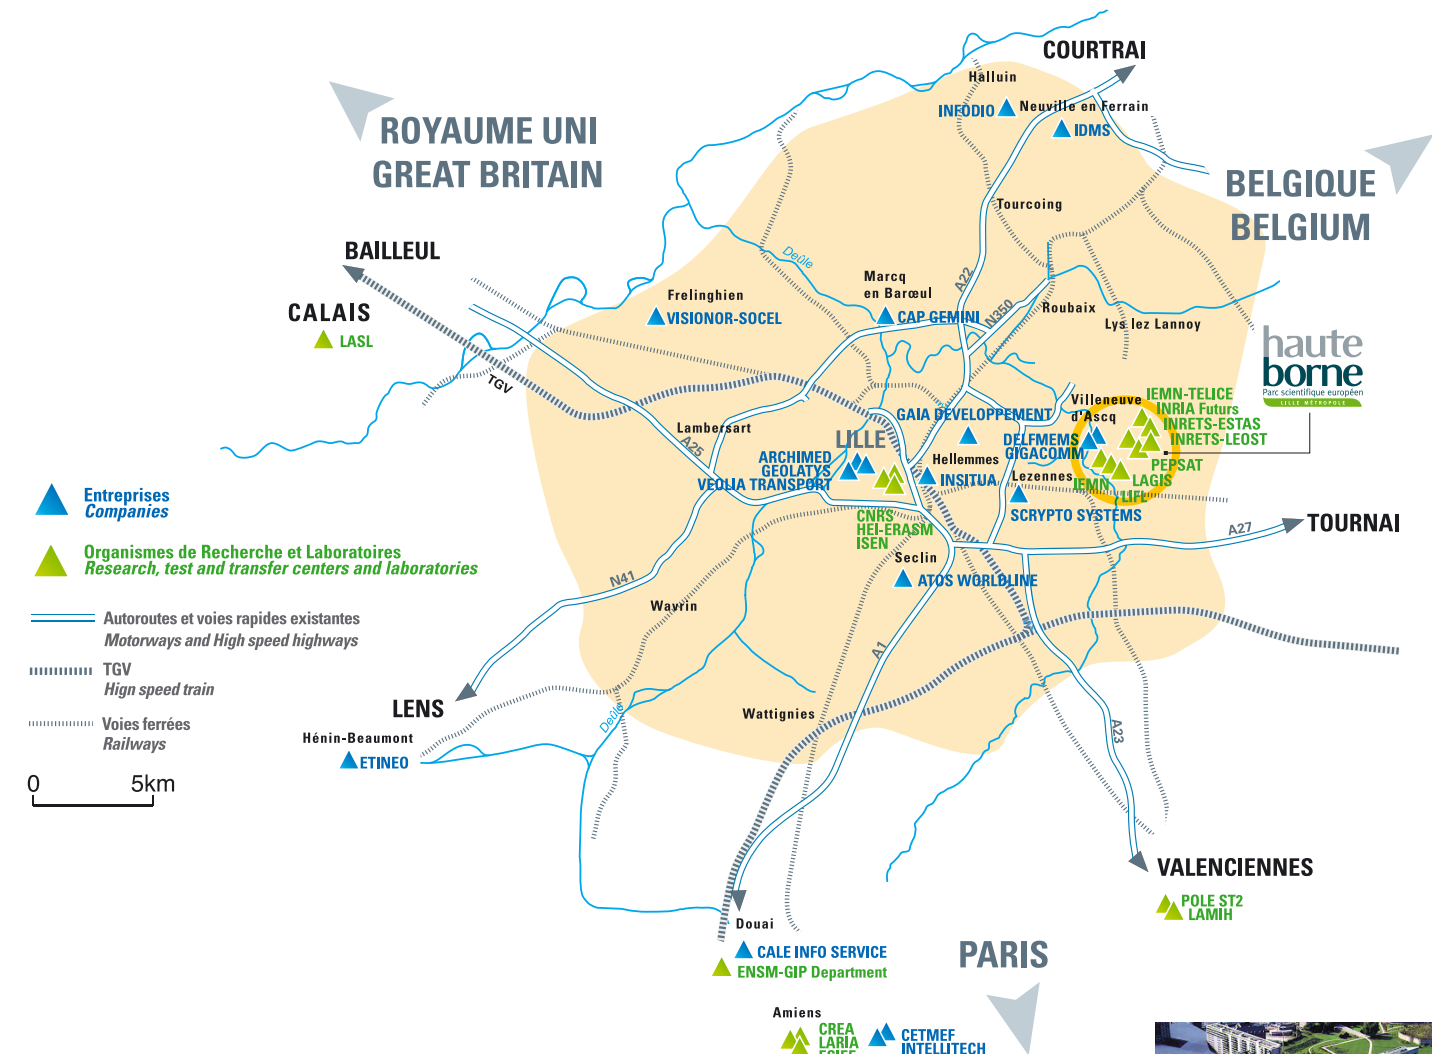 COURTRAI
Halluin
INFODIO
Neuville en Ferrain
IDMS
ROYAUME UNI
GREAT BRITAIN
BELGIQUE
BELGIUM
Tourcoing
BAILLEUL
Deûle
A22
Marcq
en Barœul
CAP GEMINI
N350
Roubaix
Lys lez Lannoy
Frelinghien
VISIONOR-SOCEL
CALAIS
LASL
TGV
haute
borne
Parc scientifique européen
LILLE MÉTROPOLE
IEMN-TELICE
INRIA Futurs
INRETS-ESTAS
INRETS-LEOST
Villeneuve
d'Ascq
GAIA DEVELOPPEMENT
DELFMEMS
GIGACOMM
PEPSAT
LAGIS
IEMN
LIFL
Lambersart
A25
LILLE
ARCHIMED
GEOLATYS
VEOLIA TRANSPORT
Hellemmes
INSITUA
Lezennes
SCRYPTO SYSTEMS
CNRS
HEI-ERASM
ISEN
Entreprises
Companies
Organismes de Recherche et Laboratoires
Research, test and transfer centers and laboratories
A27
TOURNAI
Seclin
ATOS WORLDLINE
N41
Wavrin
A1
Autoroutes et voies rapides existantes
Motorways and High speed highways
TGV
Hign speed train
Voies ferrées
Railways
0 5km
LENS
Deûle
Wattignies
A23
Hénin-Beaumont
ETINEO
VALENCIENNES
POLE ST2
LAMIH
Douai
CALE INFO SERVICE
ENSM-GIP Department
PARIS
Amiens
CREA
LARIA
CETMEF
INTELLITECH